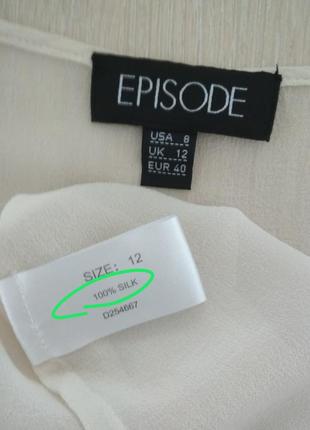 EPISODE
USA 8
UK 12
EUR 40
SIZE: 12
100% SILK
D254667